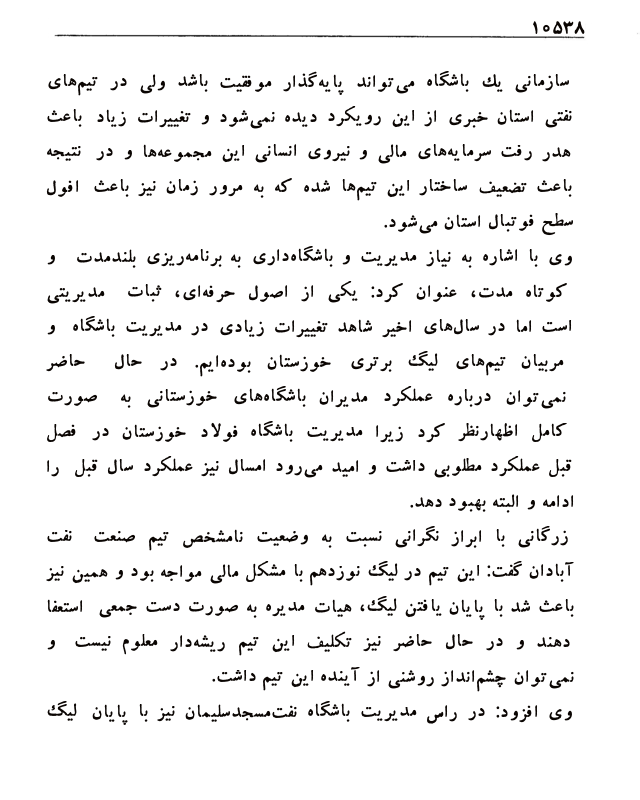 ۱۰۵۳۸
سازمانی یك باشگاه می‌تواند پایه‌گذار موفقیت باشد ولی در تیم‌های
نفتی استان خبری از این رویکرد دیده نمی‌شود و تغییرات زیاد باعث
هدر رفت سرمایه‌های مالی و نیروی انسانی این مجموعه‌ها و در نتیجه
باعث تضعیف ساختار این تیم‌ها شده که به مرور زمان نیز باعث افول
سطح فوتبال استان می‌شود.
وی با اشاره به نیاز مدیریت و باشگاه‌داری به برنامه‌ریزی بلندمدت و
کوتاه مدت، عنوان کرد: یکی از اصول حرفه‌ای، ثبات مدیریتی
است اما در سال‌های اخیر شاهد تغییرات زیادی در مدیریت باشگاه و
مربیان تیم‌های لیگ برتری خوزستان بوده‌ایم. در حال حاضر
نمی‌توان درباره عملکرد مدیران باشگاه‌های خوزستانی به صورت
کامل اظهارنظر کرد زیرا مدیریت باشگاه فولاد خوزستان در فصل
قبل عملکرد مطلوبی داشت و امید می‌رود امسال نیز عملکرد سال قبل را
ادامه و البته بهبود دهد.
زرگانی با ابراز نگرانی نسبت به وضعیت نامشخص تیم صنعت نفت
آبادان گفت: این تیم در لیگ نوزدهم با مشکل مالی مواجه بود و همین نیز
باعث شد با پایان یافتن لیگ، هیات مدیره به صورت دست جمعی استعفا
دهند و در حال حاضر نیز تکلیف این تیم ریشه‌دار معلوم نیست و
نمی‌توان چشم‌انداز روشنی از آینده این تیم داشت.
وی افزود: در راس مدیریت باشگاه نفت‌مسجدسلیمان نیز با پایان لیگ